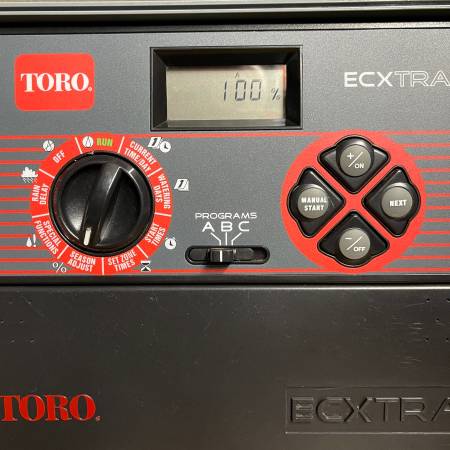 TORO
A
100 %
ECXTRA
OFF
RUN
CURRENT TIME/DAY
WATERING DAYS
START TIMES
SET ZONE TIMES
SEASON ADJUST
%
SPECIAL FUNCTIONS
RAIN DELAY
PROGRAMS
A B C
+/ON
MANUAL START
NEXT
−/OFF
TORO®
ECXTRA